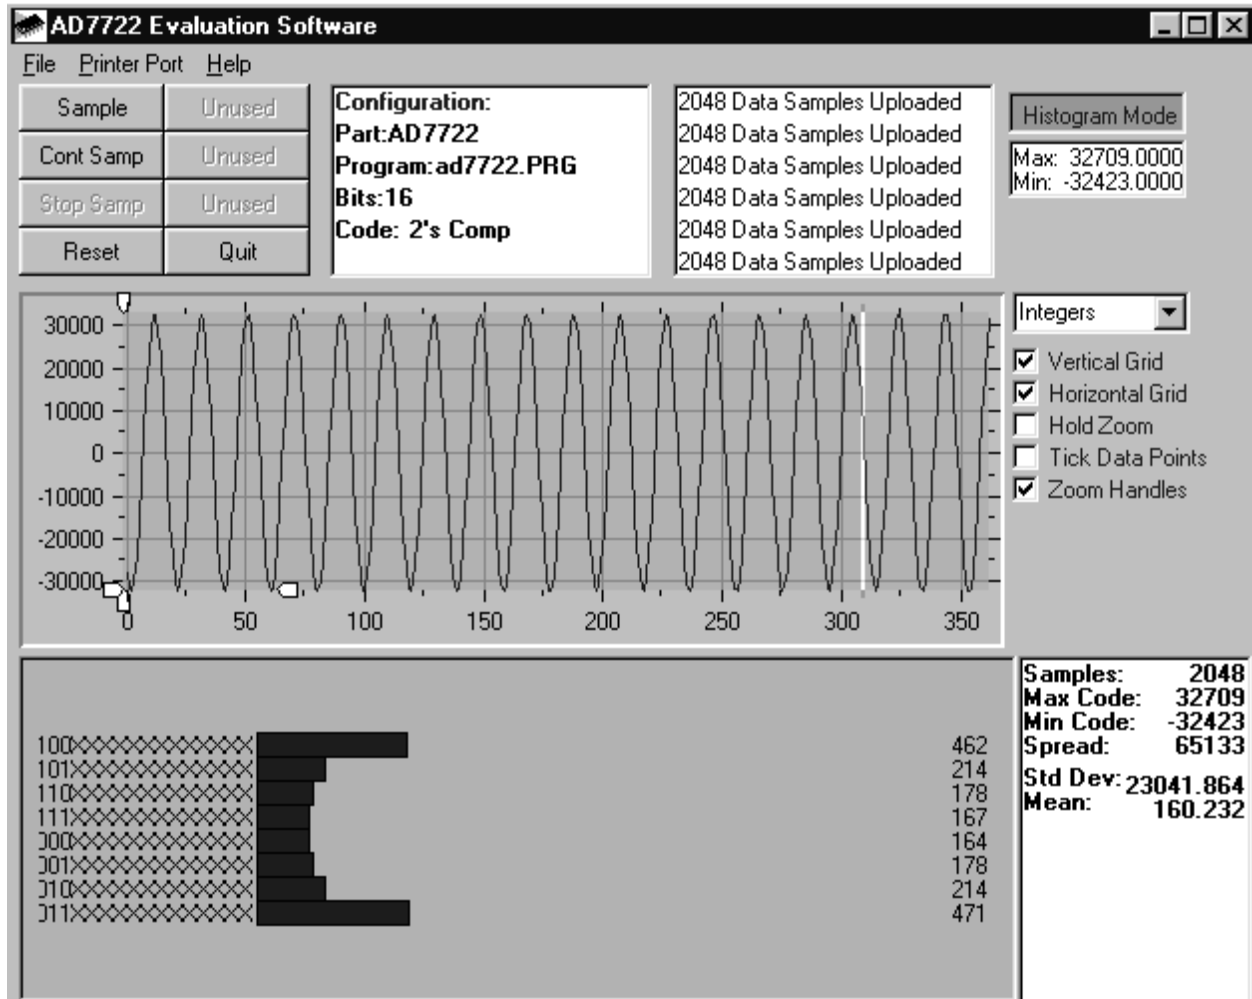 AD7722 Evaluation Software
File Printer Port Help
Sample Unused
Cont Samp Unused
Stop Samp Unused
Reset Quit
Configuration:
Part:AD7722
Program:ad7722.PRG
Bits:16
Code: 2's Comp
2048 Data Samples Uploaded
2048 Data Samples Uploaded
2048 Data Samples Uploaded
2048 Data Samples Uploaded
2048 Data Samples Uploaded
2048 Data Samples Uploaded
Histogram Mode
Max: 32709.0000
Min: -32423.0000
30000
20000
10000
0
-10000
-20000
-30000
0 50 100 150 200 250 300 350
Integers
Vertical Grid
Horizontal Grid
Hold Zoom
Tick Data Points
Zoom Handles
100XXXXXXXXXXXXX 462
101XXXXXXXXXXXXX 214
110XXXXXXXXXXXXX 178
111XXXXXXXXXXXXX 167
000XXXXXXXXXXXXX 164
001XXXXXXXXXXXXX 178
010XXXXXXXXXXXXX 214
011XXXXXXXXXXXXX 471
Samples: 2048
Max Code: 32709
Min Code: -32423
Spread: 65133
Std Dev: 23041.864
Mean: 160.232